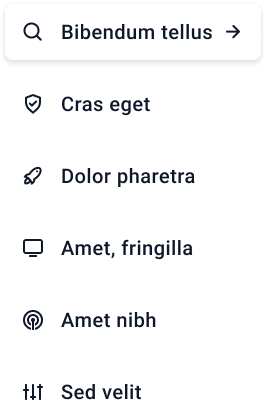 Bibendum tellus
Cras eget
Dolor pharetra
Amet, fringilla
Amet nibh
Sed velit